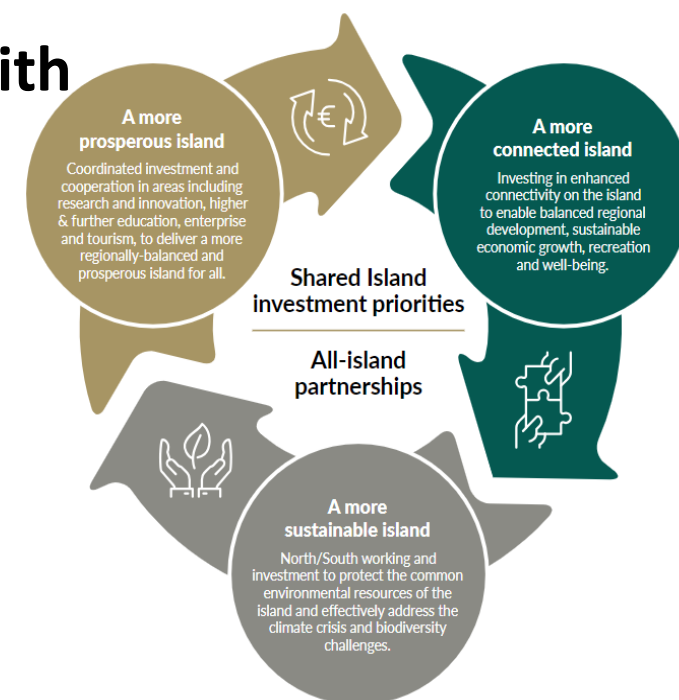 ith
A more
prosperous island
Coordinated investment and
cooperation in areas including
research and innovation, higher
& further education, enterprise
and tourism, to deliver a more
regionally-balanced and
prosperous island for all.
€
A more
connected island
Investing in enhanced
connectivity on the island
to enable balanced regional
development, sustainable
economic growth, recreation
and well-being.
Shared Island
investment priorities
All-island
partnerships
A more
sustainable island
North/South working and
investment to protect the common
environmental resources of the
island and effectively address the
climate crisis and biodiversity
challenges.